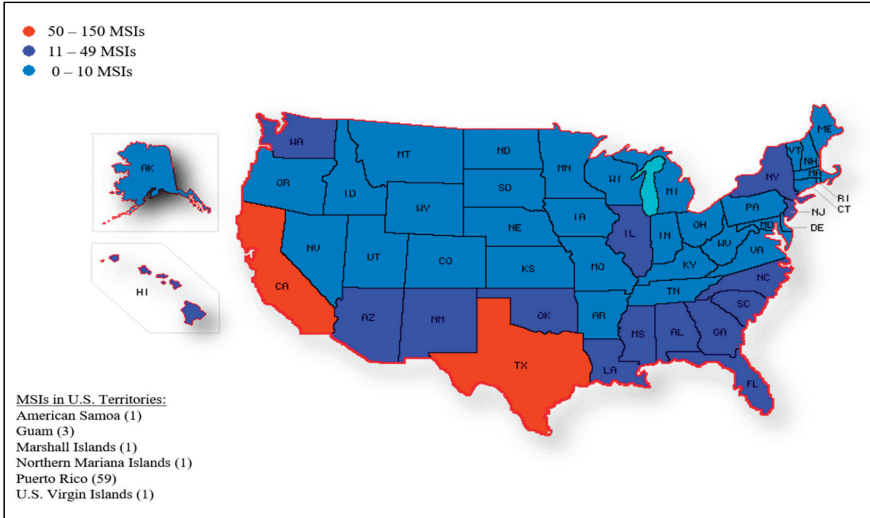 50 – 150 MSIs
11 – 49 MSIs
0 – 10 MSIs
WA
MT
ND
MN
ME
VT
NH
AK
OR
ID
SD
WI
MI
NY
MA
RI
CT
WY
IA
PA
NJ
NE
OH
MD
DE
NV
UT
CO
IL
IN
WV
VA
KS
MO
KY
CA
HI
NC
TN
AZ
NM
OK
AR
SC
MS
AL
GA
TX
LA
FL
MSIs in U.S. Territories:
American Samoa (1)
Guam (3)
Marshall Islands (1)
Northern Mariana Islands (1)
Puerto Rico (59)
U.S. Virgin Islands (1)